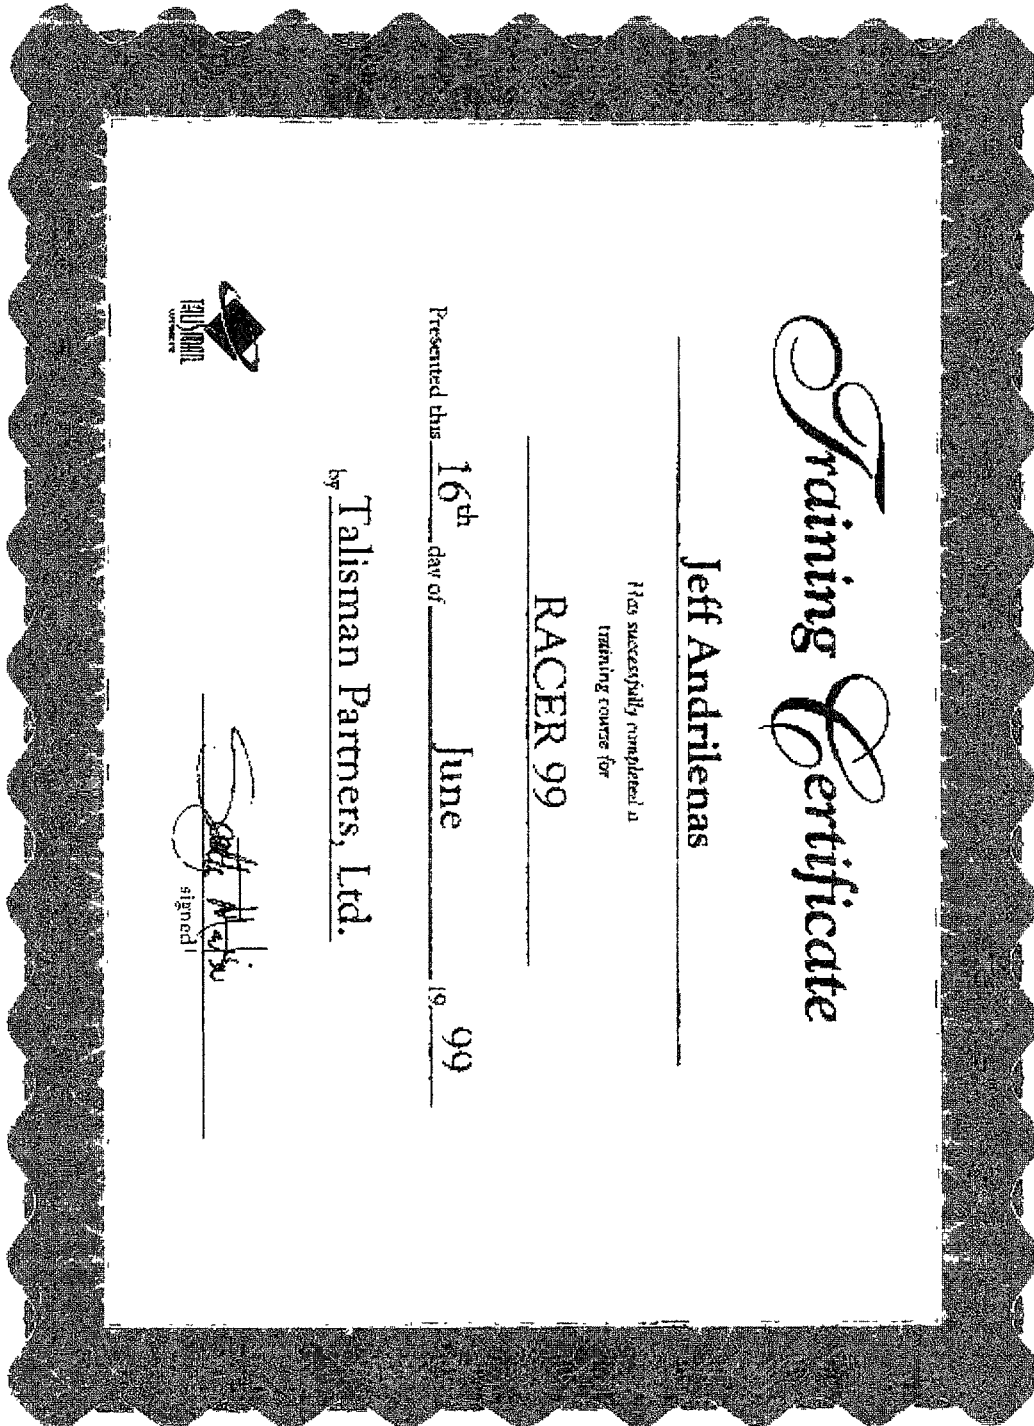 Training Certificate
Jeff Andrilenas
Has successfully completed a
training course for
RACER 99
Presented this 16th day of June 19 99
by Talisman Partners, Ltd.
signed